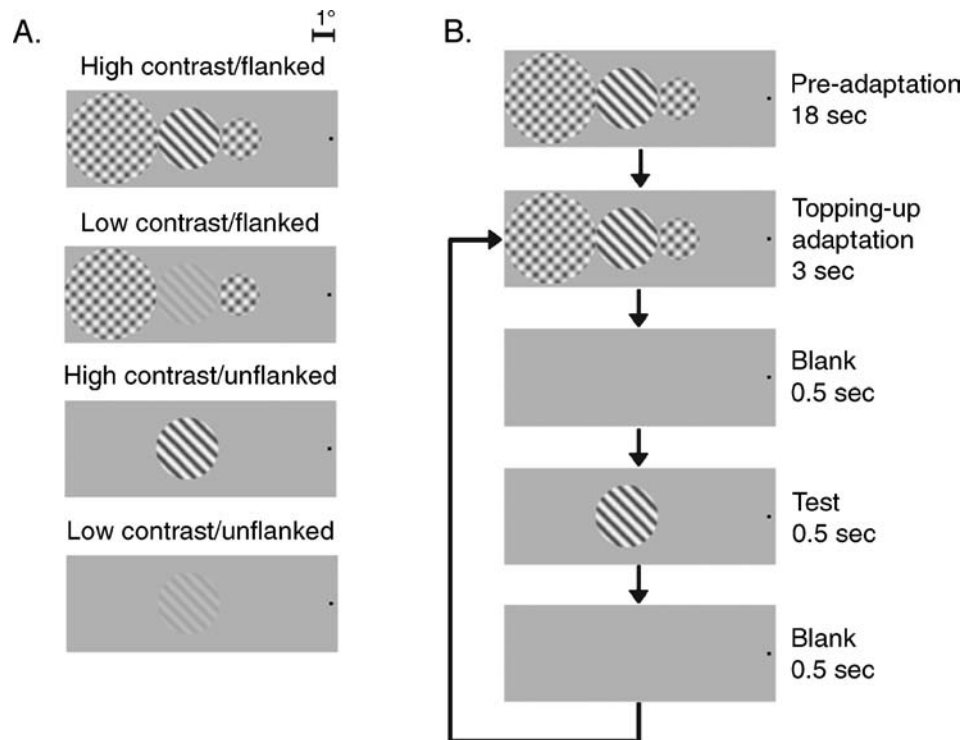 A.
1°
High contrast/flanked
Low contrast/flanked
High contrast/unflanked
Low contrast/unflanked
B.
Pre-adaptation
18 sec
Topping-up
adaptation
3 sec
Blank
0.5 sec
Test
0.5 sec
Blank
0.5 sec